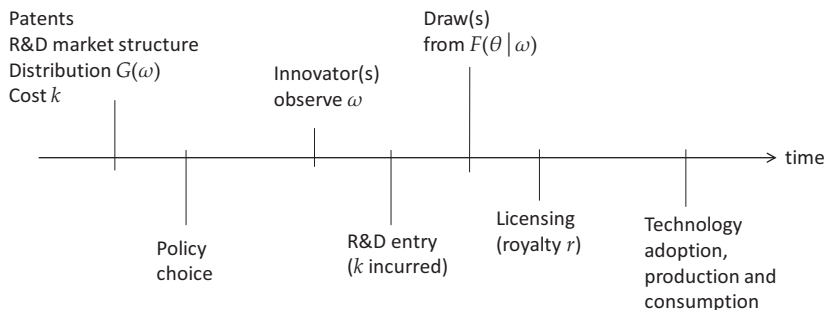 Patents
R&D market structure
Distribution G(ω)
Cost k
Innovator(s)
observe ω
Draw(s)
from F(θ | ω)
time
Policy
choice
R&D entry
(k incurred)
Licensing
(royalty r)
Technology
adoption,
production and
consumption